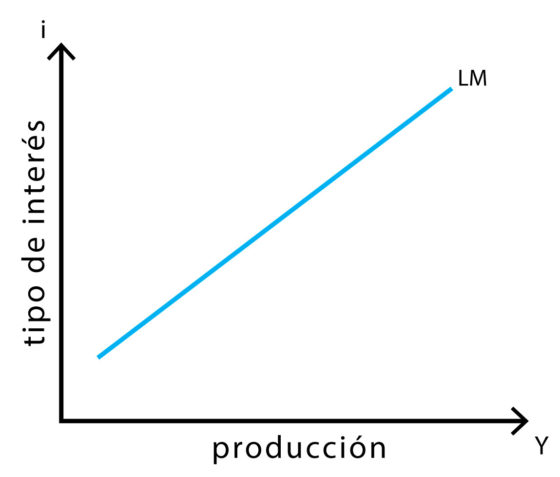 i
LM
tipo de interés
producción
Y